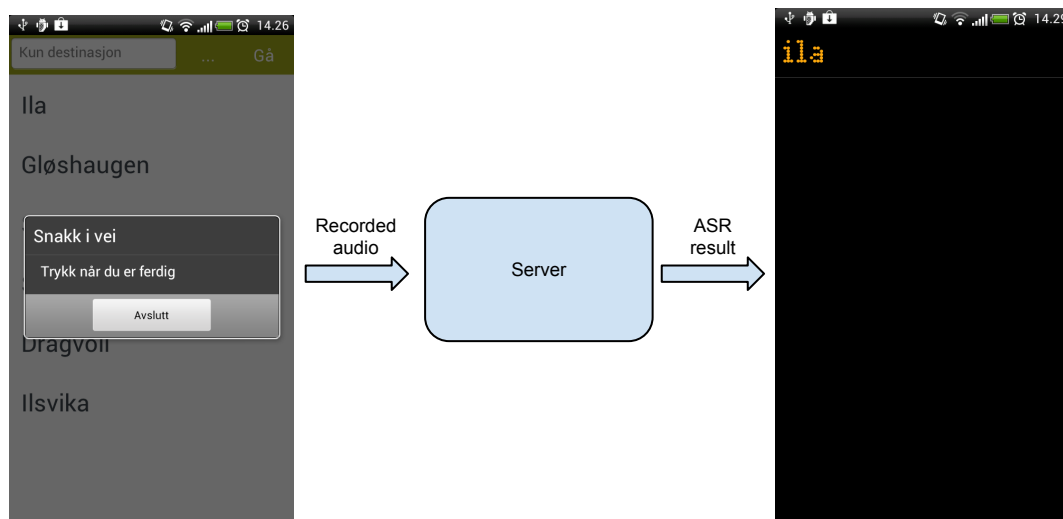 14.26
Kun destinasjon
...
Gå
Ila
Gløshaugen
Snakk i vei
Trykk når du er ferdig
Avslutt
Dragvoll
Ilsvika
Recorded
audio
Server
ASR
result
14.29
ila